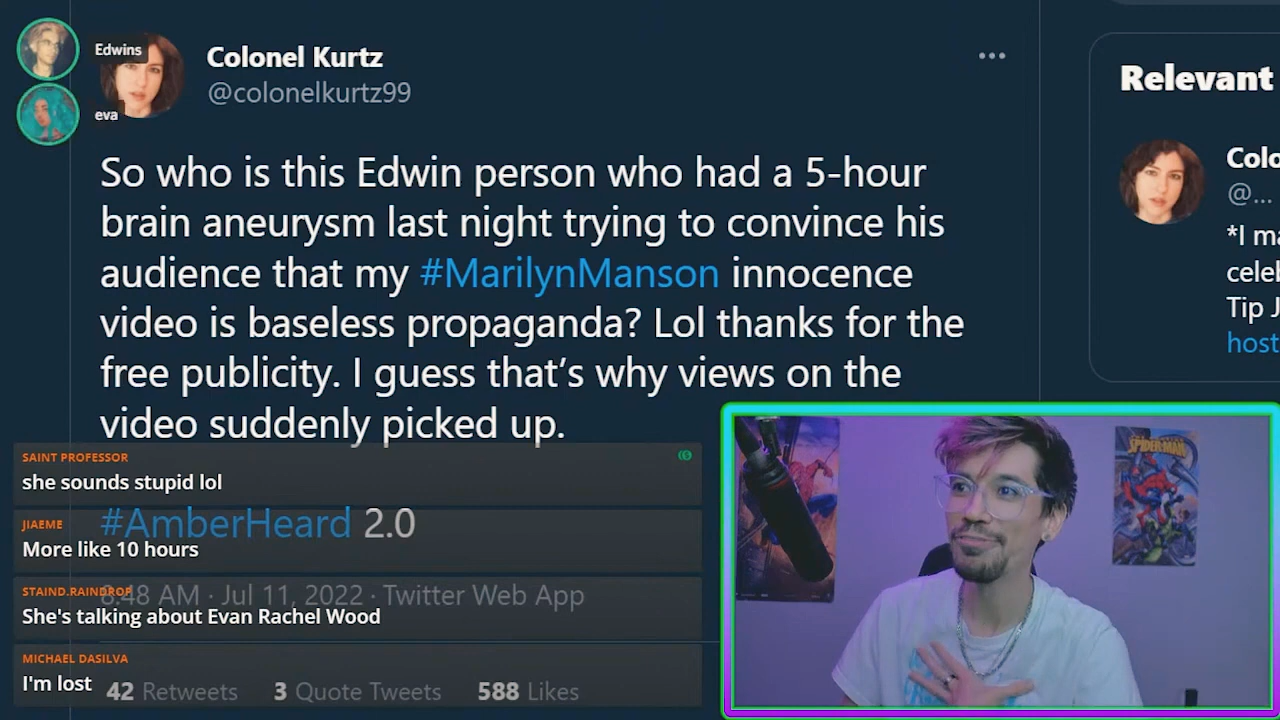 Edwins
eva
Colonel Kurtz
@colonelkurtz99
So who is this Edwin person who had a 5-hour
brain aneurysm last night trying to convince his
audience that my #MarilynManson innocence
video is baseless propaganda? Lol thanks for the
free publicity. I guess that's why views on the
video suddenly picked up.
#AmberHeard 2.0
8:48 AM · Jul 11, 2022 · Twitter Web App
42 Retweets 3 Quote Tweets 588 Likes
SAINT PROFESSOR
she sounds stupid lol
JIAEME
More like 10 hours
STAIND.RAINDROP
She's talking about Evan Rachel Wood
MICHAEL DASILVA
I'm lost
Relevant
Colo
@...
*I ma
celeb
Tip J
host
SPIDER-MAN